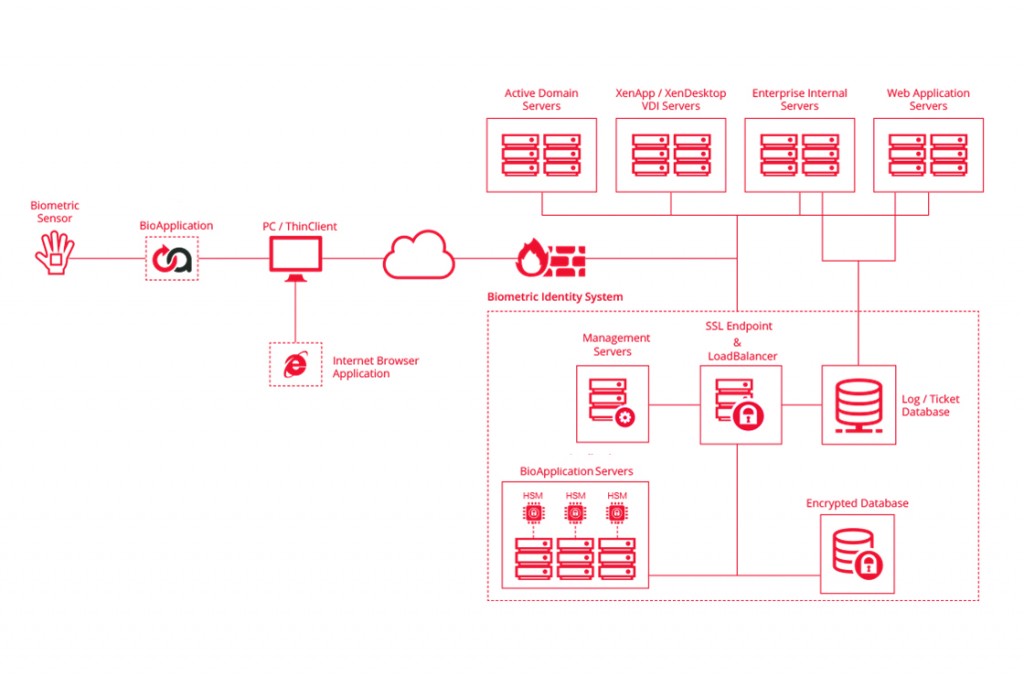 Active Domain
Servers
XenApp / XenDesktop
VDI Servers
Enterprise Internal
Servers
Web Application
Servers
Biometric
Sensor
BioApplication
PC / ThinClient
Internet Browser
Application
Biometric Identity System
Management
Servers
SSL Endpoint
&
LoadBalancer
Log / Ticket
Database
BioApplication Servers
HSM
HSM
HSM
Encrypted Database